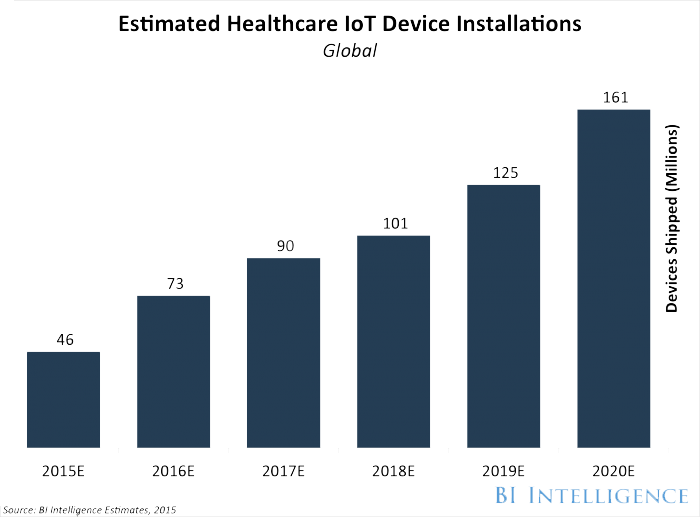 Estimated Healthcare IoT Device Installations
Global
161
125
101
90
73
46
Devices Shipped (Millions)
2015E 2016E 2017E 2018E 2019E 2020E
BI INTELLIGENCE
Source: BI Intelligence Estimates, 2015